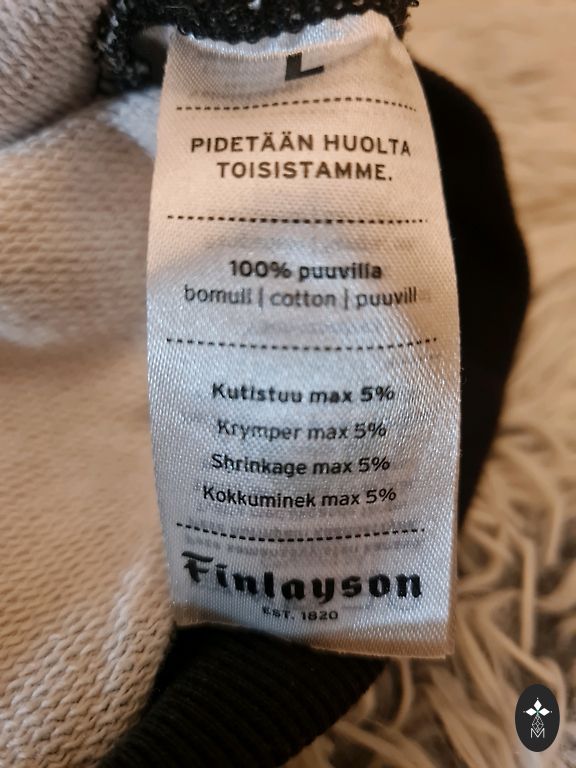 L
PIDETÄÄN HUOLTA
TOISISTAMME.
100% puuvilla
bomull | cotton | puuvill
Kutistuu max 5%
Krymper max 5%
Shrinkage max 5%
Kokkuminek max 5%
Finlayson
EST. 1820
M